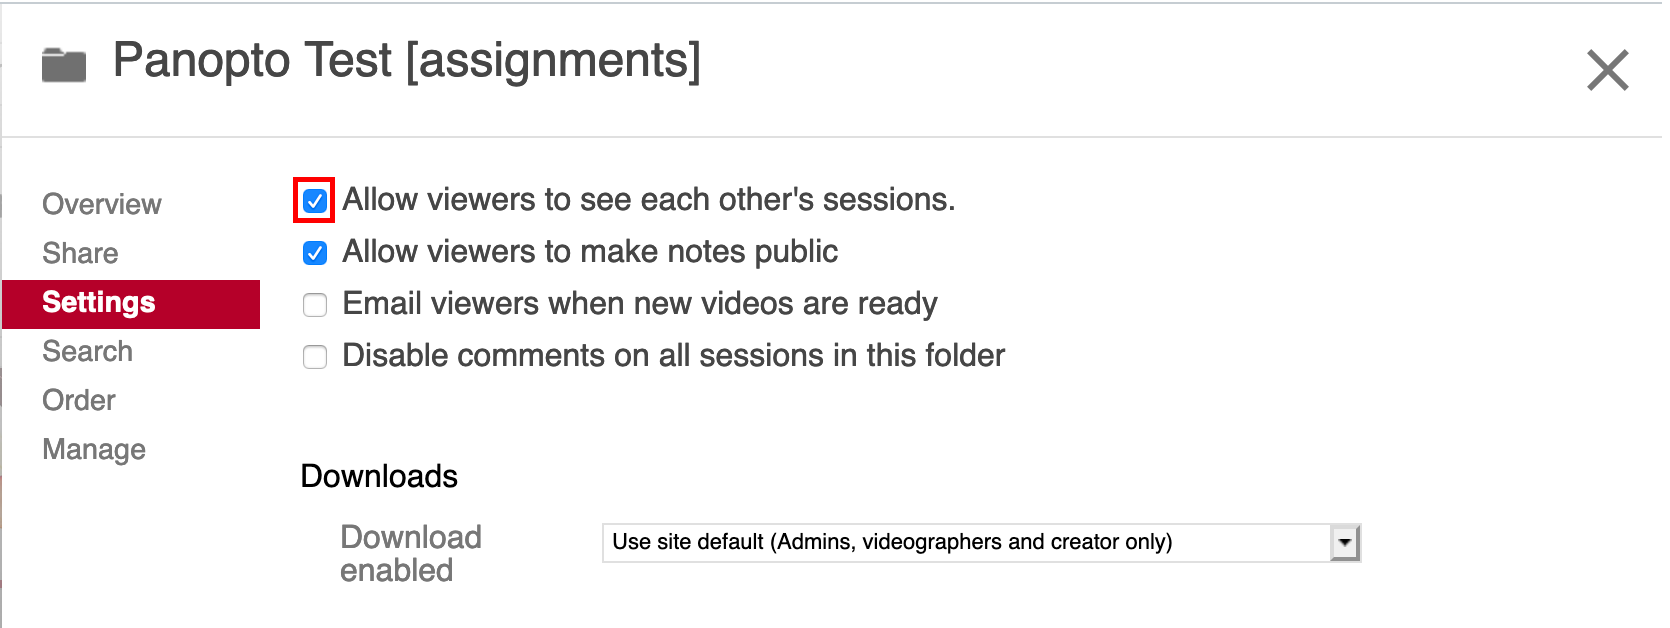 Panopto Test [assignments]
Overview
Share
Settings
Search
Order
Manage
Allow viewers to see each other's sessions.
Allow viewers to make notes public
Email viewers when new videos are ready
Disable comments on all sessions in this folder
Downloads
Download
enabled
Use site default (Admins, videographers and creator only)